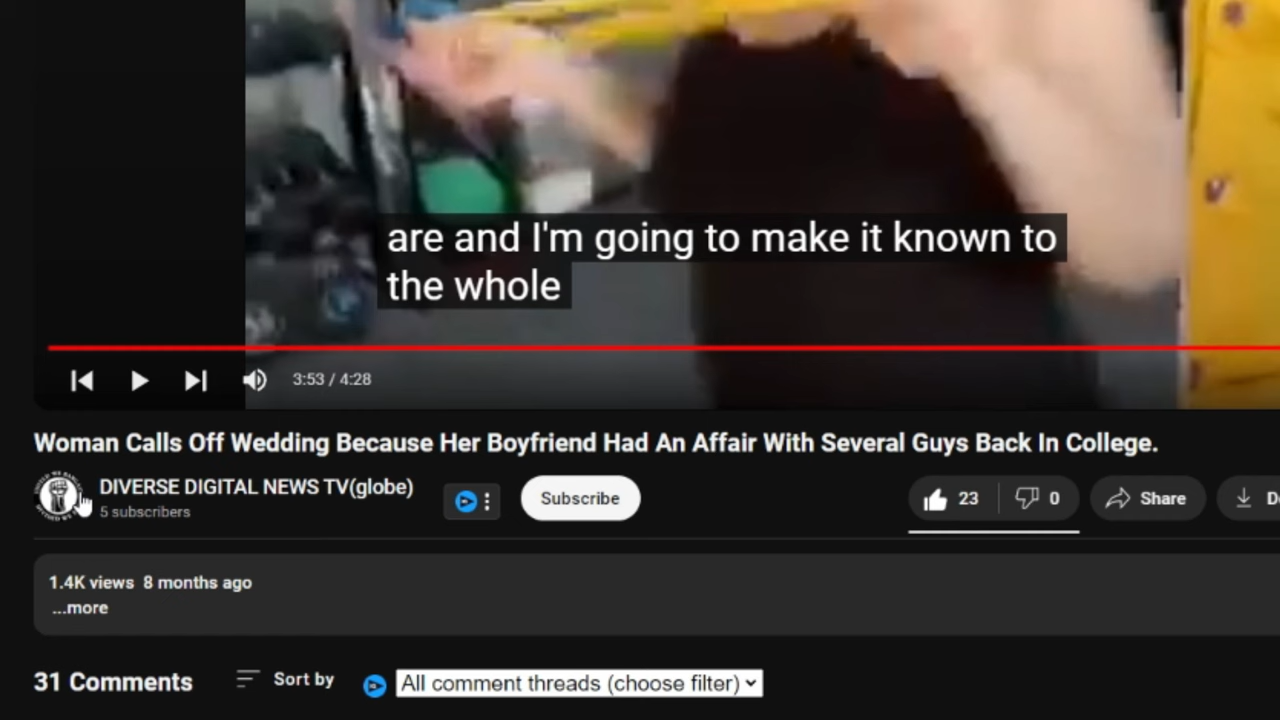 are and I'm going to make it known to
the whole
3:53 / 4:28
Woman Calls Off Wedding Because Her Boyfriend Had An Affair With Several Guys Back In College.
DIVERSE DIGITAL NEWS TV(globe)
5 subscribers
Subscribe
23
0
Share
1.4K views 8 months ago
...more
31 Comments
Sort by
All comment threads (choose filter)